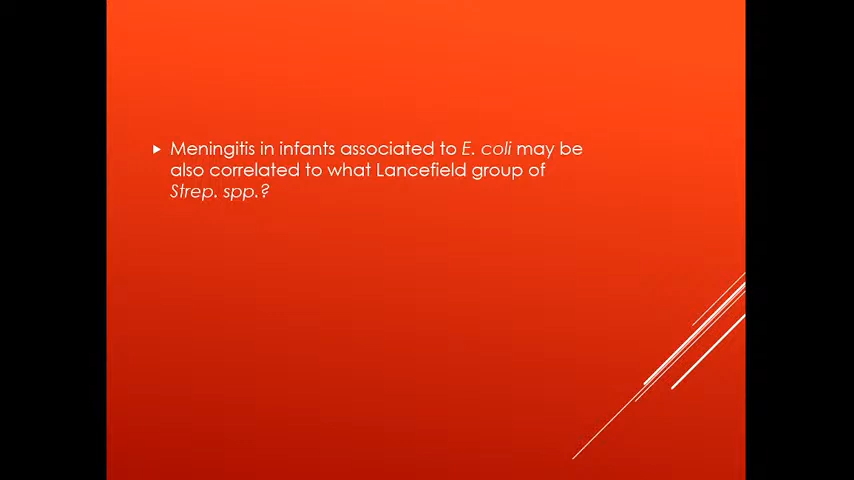 Meningitis in infants associated to E. coli may be
also correlated to what Lancefield group of
Strep. spp.?